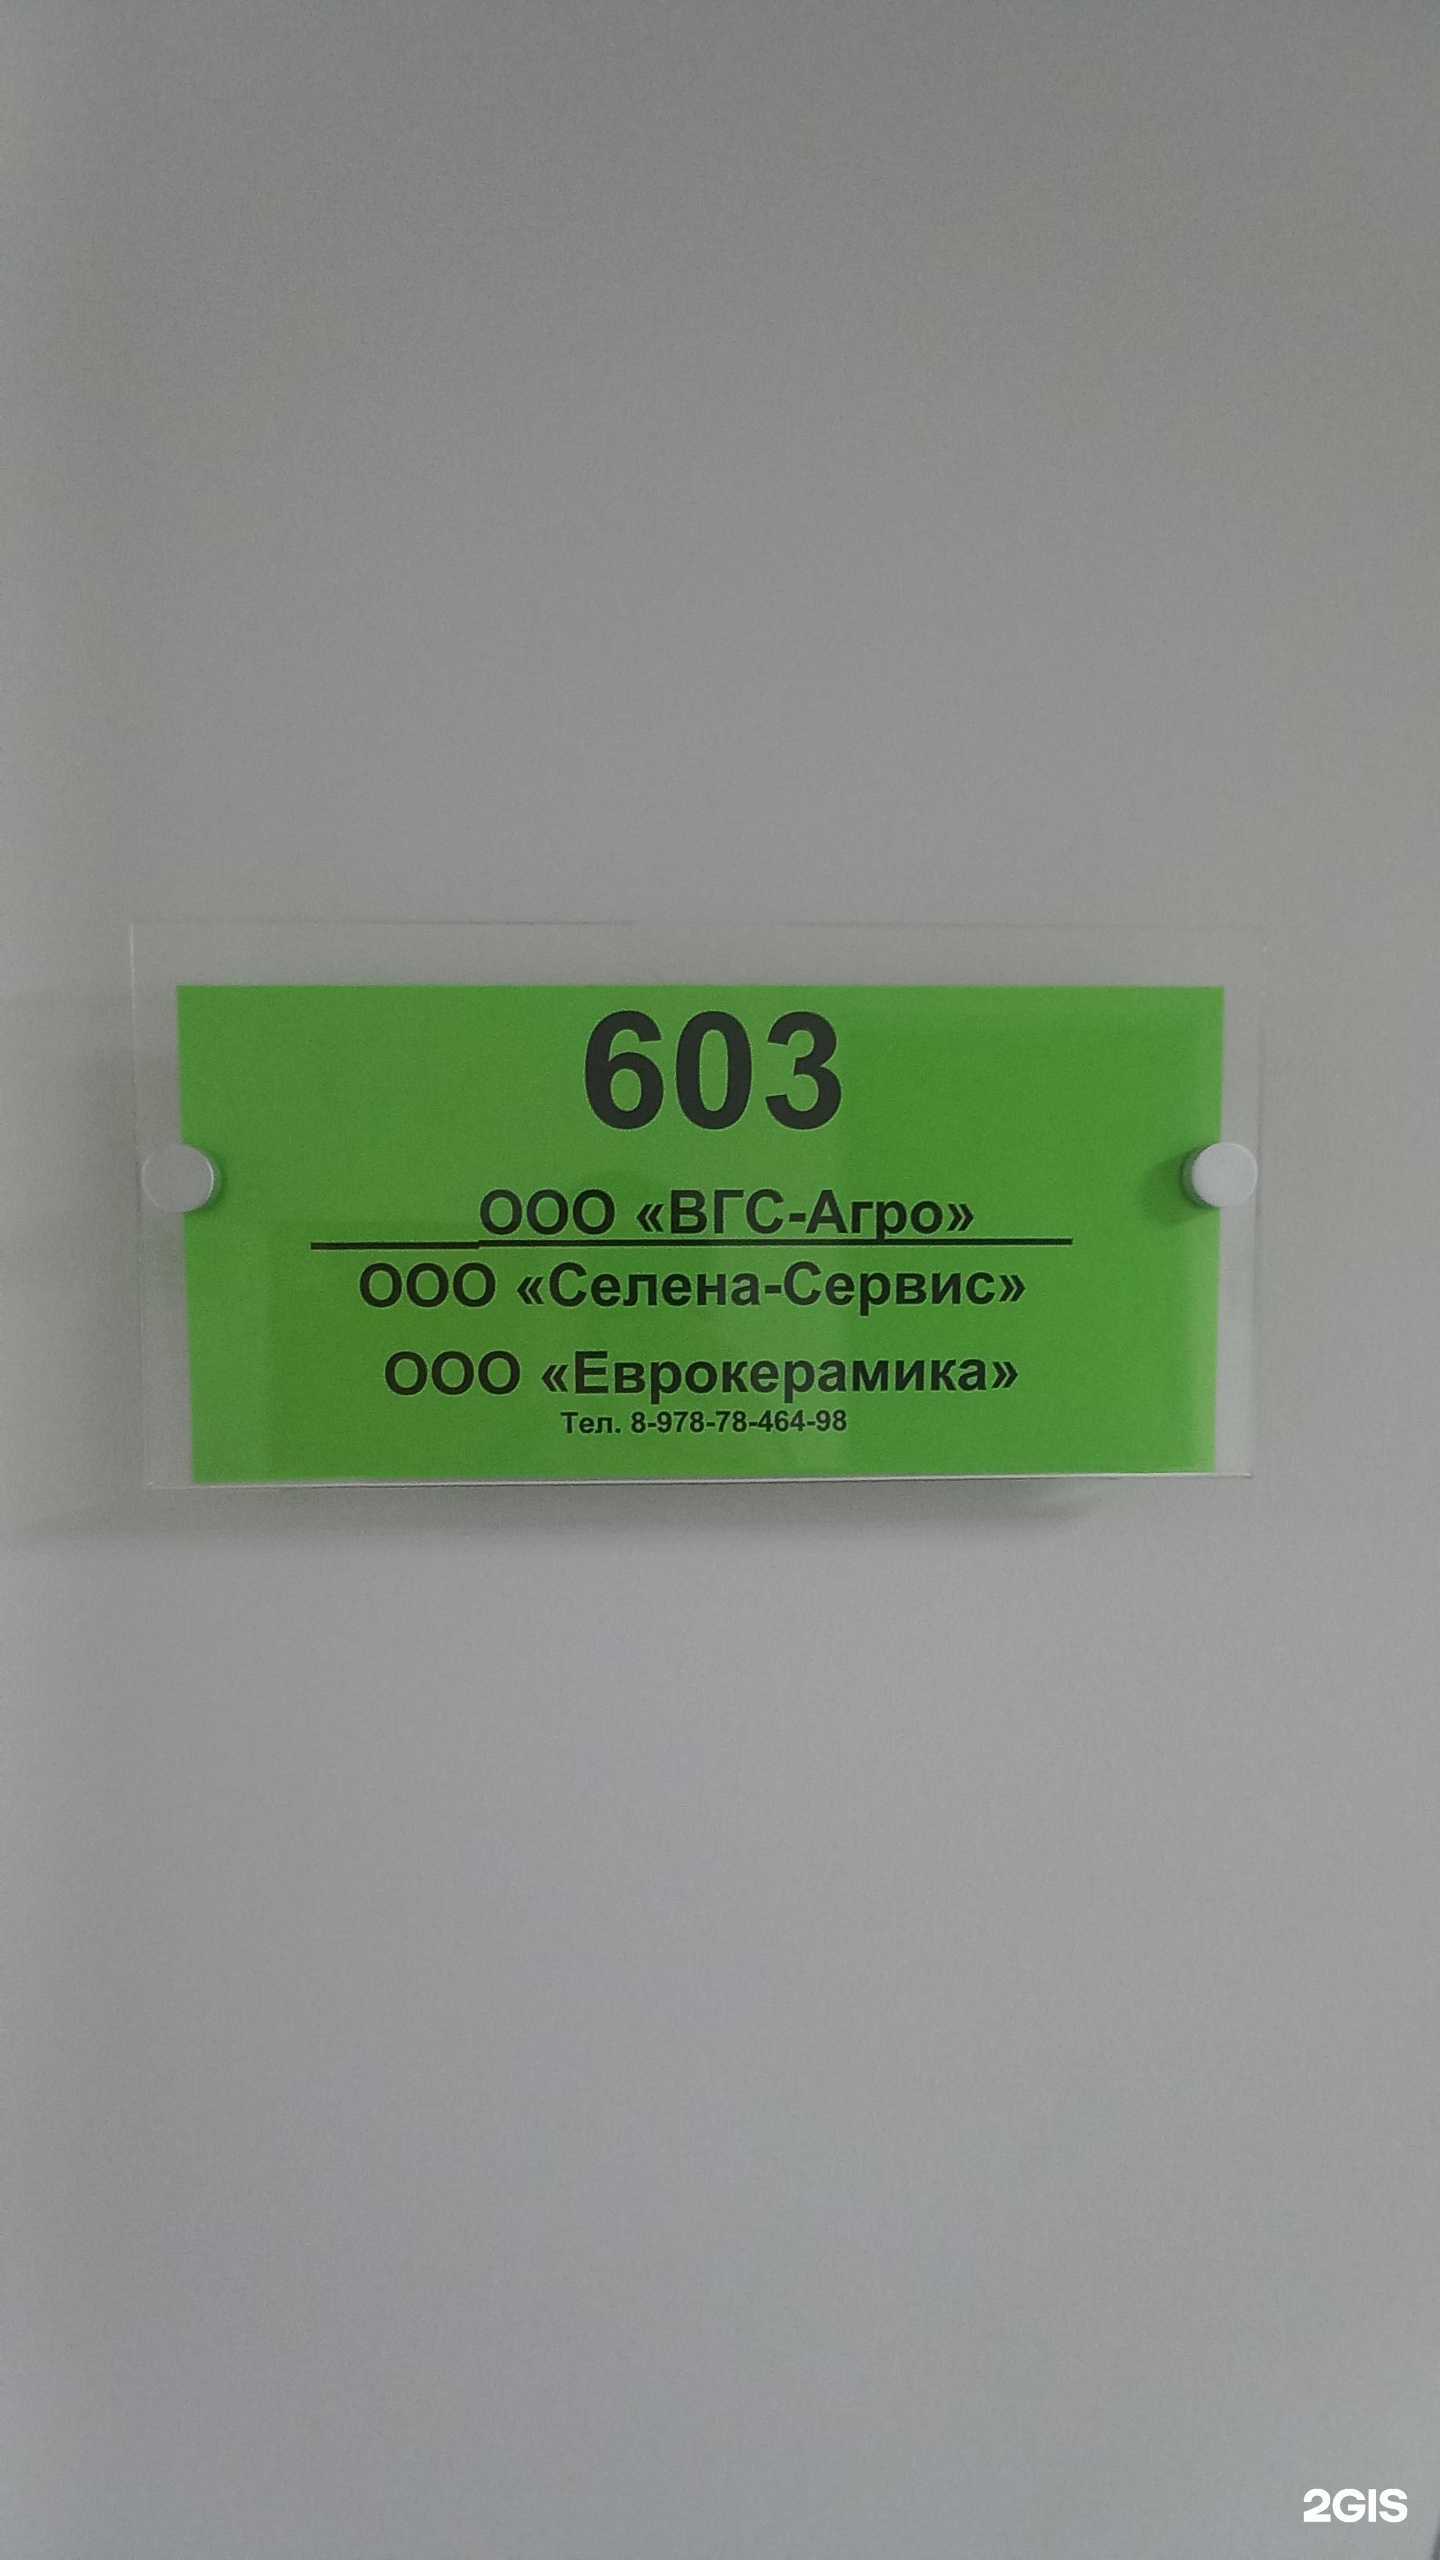 603
ООО «ВГС-Агро»
ООО «Селена-Сервис»
ООО «Еврокерамика»
Тел. 8-978-78-464-98
2GIS